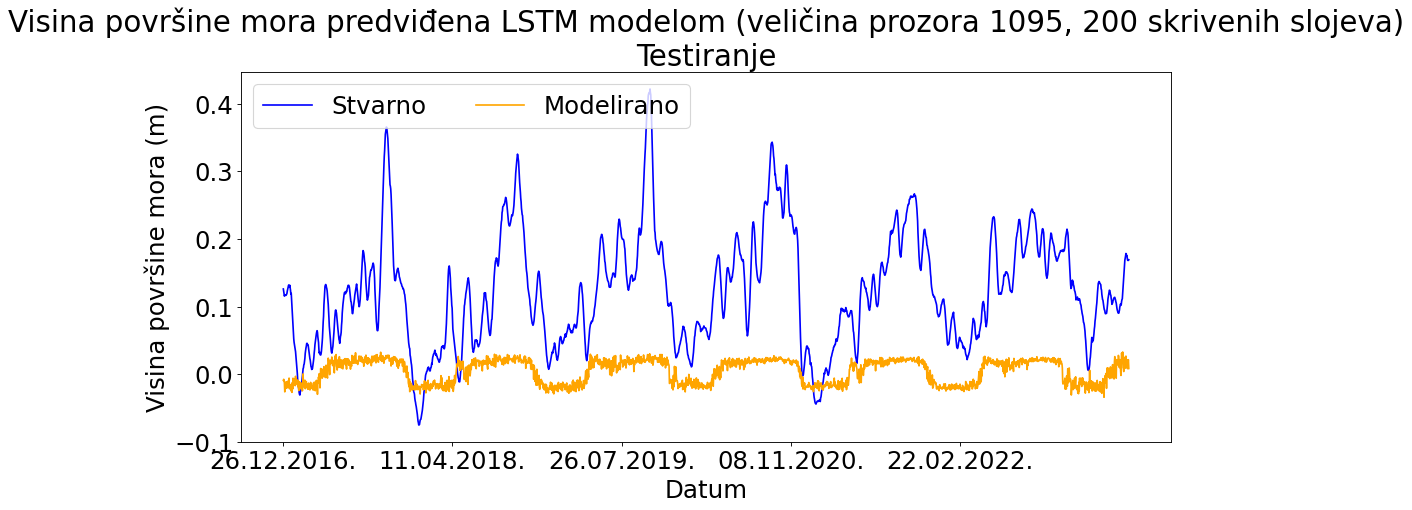 Visina površine mora predviđena LSTM modelom (veličina prozora 1095, 200 skrivenih slojeva)
Testiranje
Stvarno Modelirano
Visina površine mora (m)
0.4
0.3
0.2
0.1
0.0
−0.1
26.12.2016. 11.04.2018. 26.07.2019. 08.11.2020. 22.02.2022.
Datum